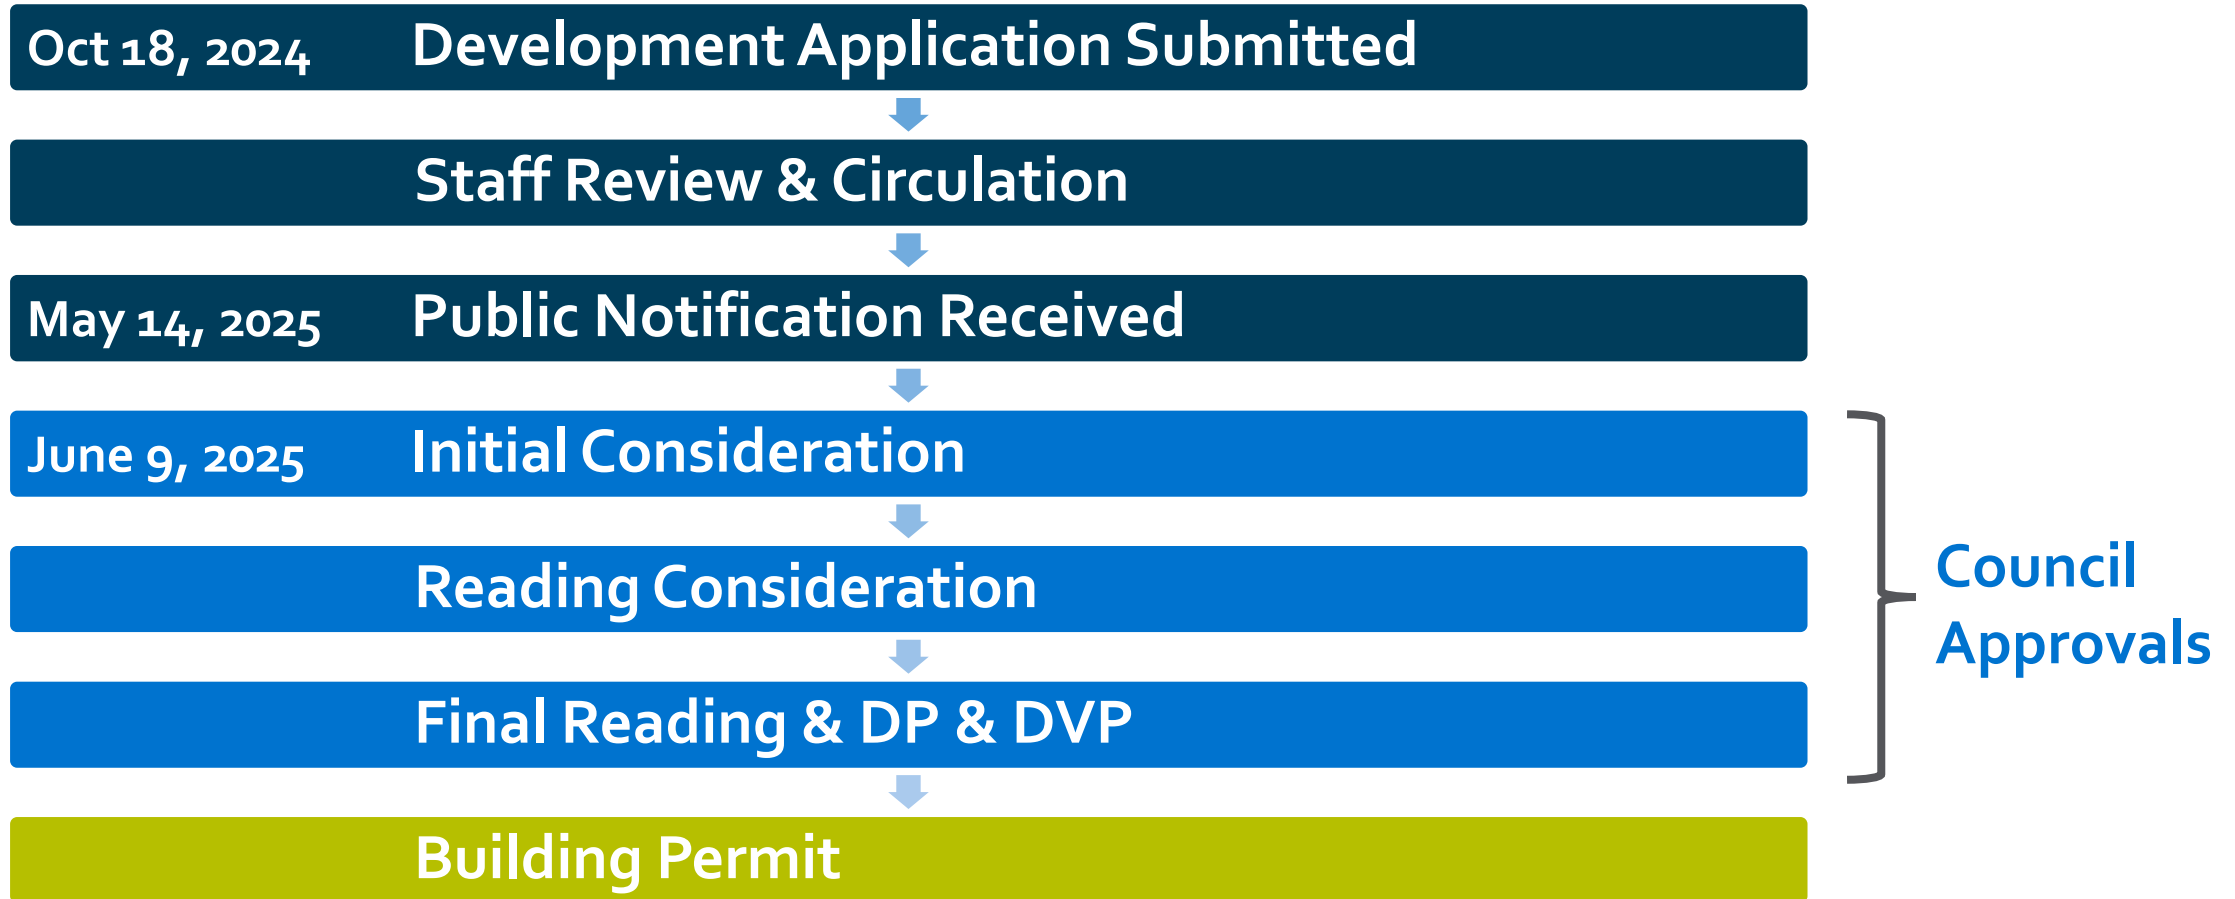 Oct 18, 2024 Development Application Submitted
Staff Review & Circulation
May 14, 2025 Public Notification Received
June 9, 2025 Initial Consideration
Reading Consideration
Final Reading & DP & DVP
Building Permit
Council
Approvals